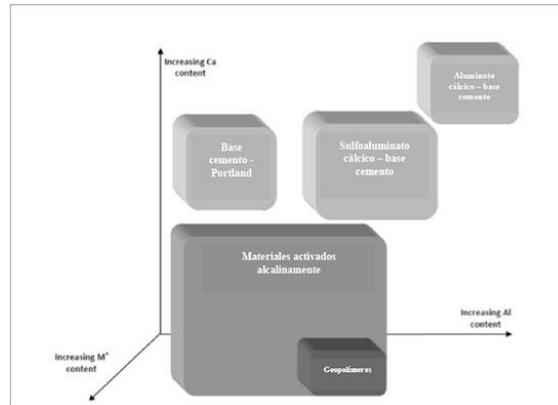 Increasing Ca
content
Aluminato
cálcico – base
cemento
Base
cemento -
Portland
Sulfoaluminato
cálcico – base
cemento
Materiales activados
alcalinamente
Increasing Al
content
Increasing M⁺
content
Geopolímeros